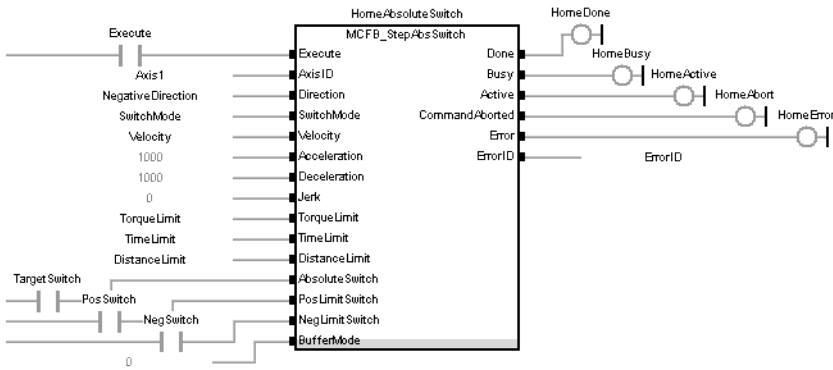 HomeAbsoluteSwitch
HomeDone
Execute
MCFB_StepAbsSwitch
Execute
Done
HomeBusy
Axis1
AxisID
Busy
HomeActive
NegativeDirection
Direction
Active
HomeAbort
SwitchMode
SwitchMode
CommandAborted
HomeError
Velocity
Velocity
Error
1000
Acceleration
ErrorID
ErrorID
1000
Deceleration
0
Jerk
TorqueLimit
TorqueLimit
TimeLimit
TimeLimit
DistanceLimit
DistanceLimit
TargetSwitch
AbsoluteSwitch
PosSwitch
PosLimitSwitch
NegSwitch
NegLimitSwitch
0
BufferMode